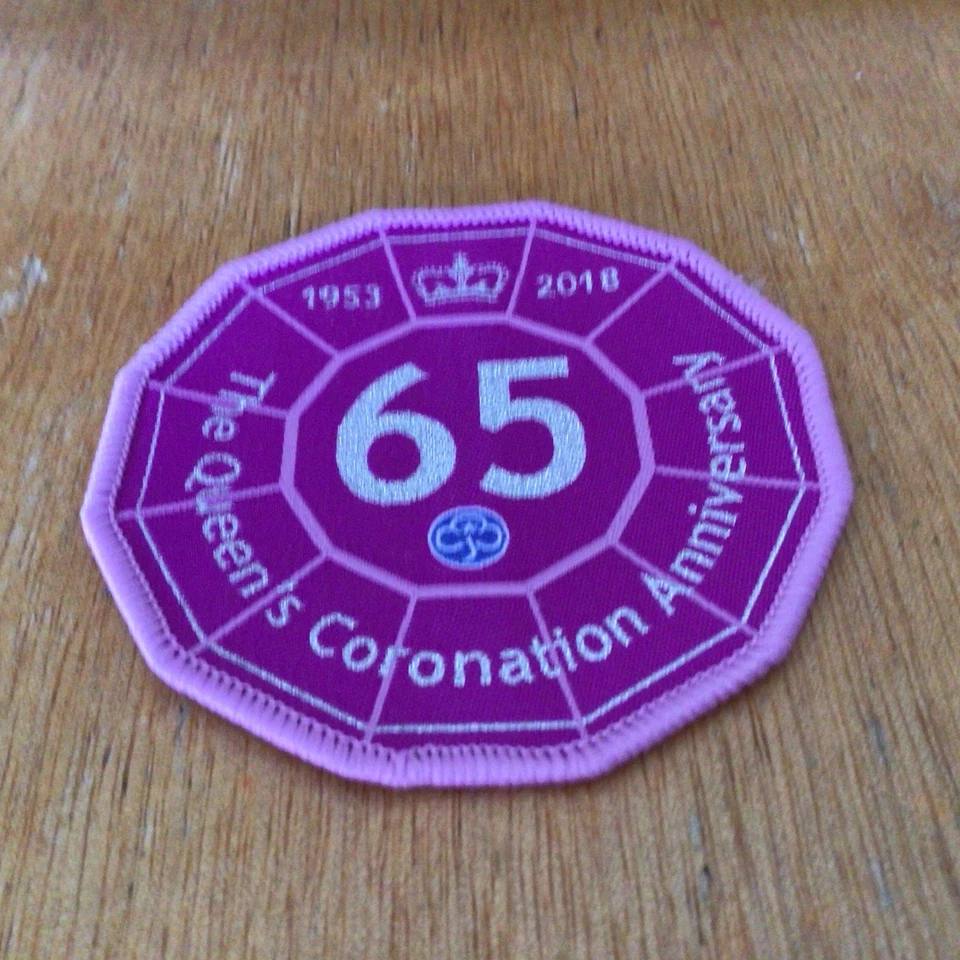 1953 2018
65
The Queen's Coronation Anniversary